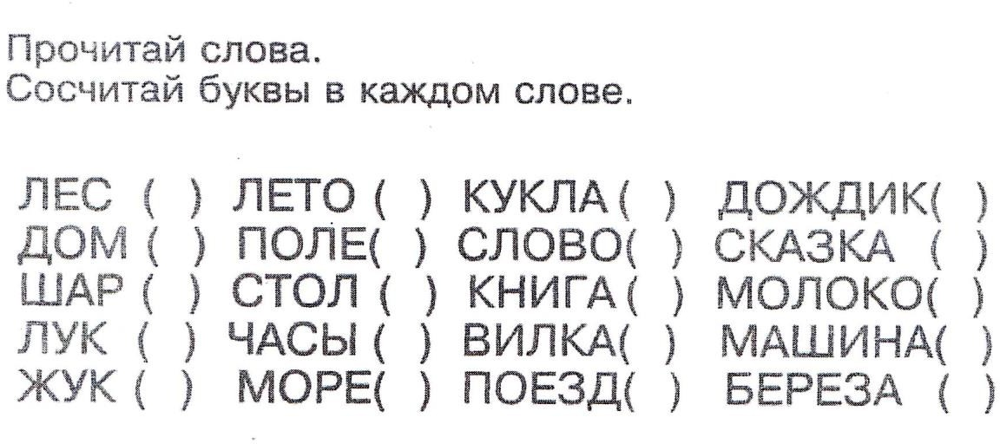 Прочитай слова.
Сосчитай буквы в каждом слове.
ЛЕС ( ) ЛЕТО ( ) КУКЛА ( ) ДОЖДИК( )
ДОМ ( ) ПОЛЕ( ) СЛОВО( ) СКАЗКА ( )
ШАР ( ) СТОЛ ( ) КНИГА ( ) МОЛОКО( )
ЛУК ( ) ЧАСЫ ( ) ВИЛКА( ) МАШИНА( )
ЖУК ( ) МОРЕ( ) ПОЕЗД( ) БЕРЕЗА ( )